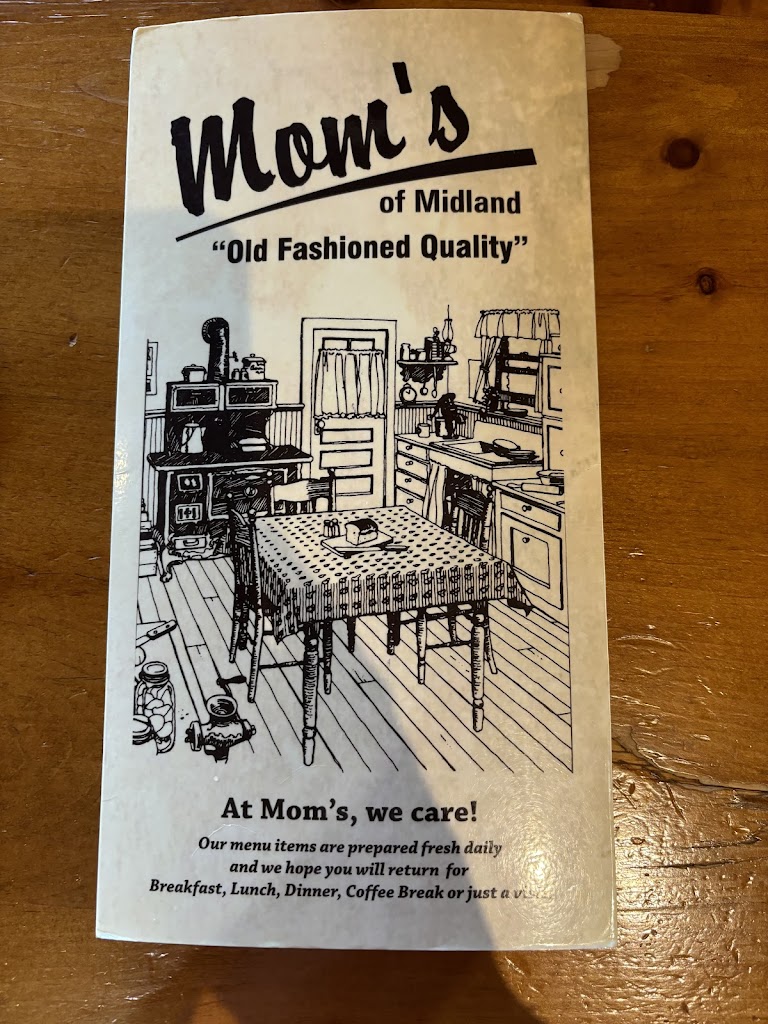 Mom's
of Midland
“Old Fashioned Quality”
At Mom's, we care!
Our menu items are prepared fresh daily
and we hope you will return for
Breakfast, Lunch, Dinner, Coffee Break or just a